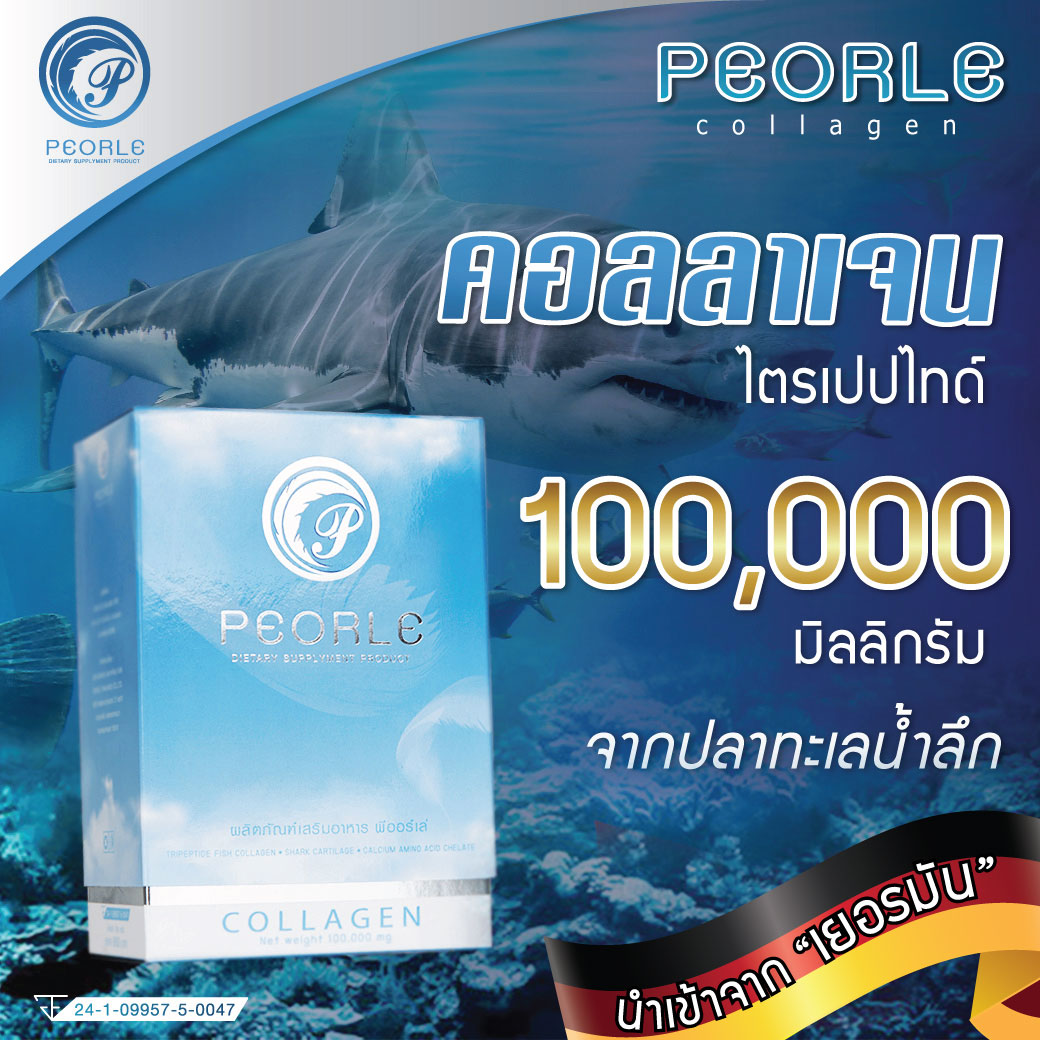 PEORLE
DIETARY SUPPLYMENT PRODUCT
PEORLE
collagen
คอลลาเจน
ไตรเปปไทด์
100,000
มิลลิกรัม
จากปลาทะเลน้ำลึก
PEORLE
DIETARY SUPPLYMENT PRODUCT
ผลิตภัณฑ์เสริมอาหาร พีออร์เล่
TRIPEPTIDE FISH COLLAGEN • SHARK CARTILAGE • CALCIUM AMINO ACID CHELATE
COLLAGEN
Net weight 100,000 mg
นำเข้าจาก "เยอรมัน"
24-1-09957-5-0047